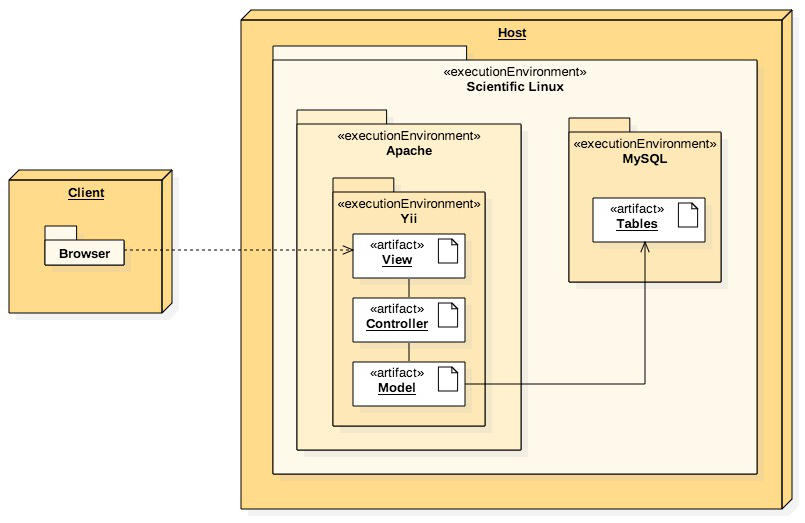 Host
«executionEnvironment»
Scientific Linux
«executionEnvironment»
Apache
«executionEnvironment»
MySQL
Client
Browser
«executionEnvironment»
Yii
«artifact»
View
«artifact»
Controller
«artifact»
Model
«artifact»
Tables